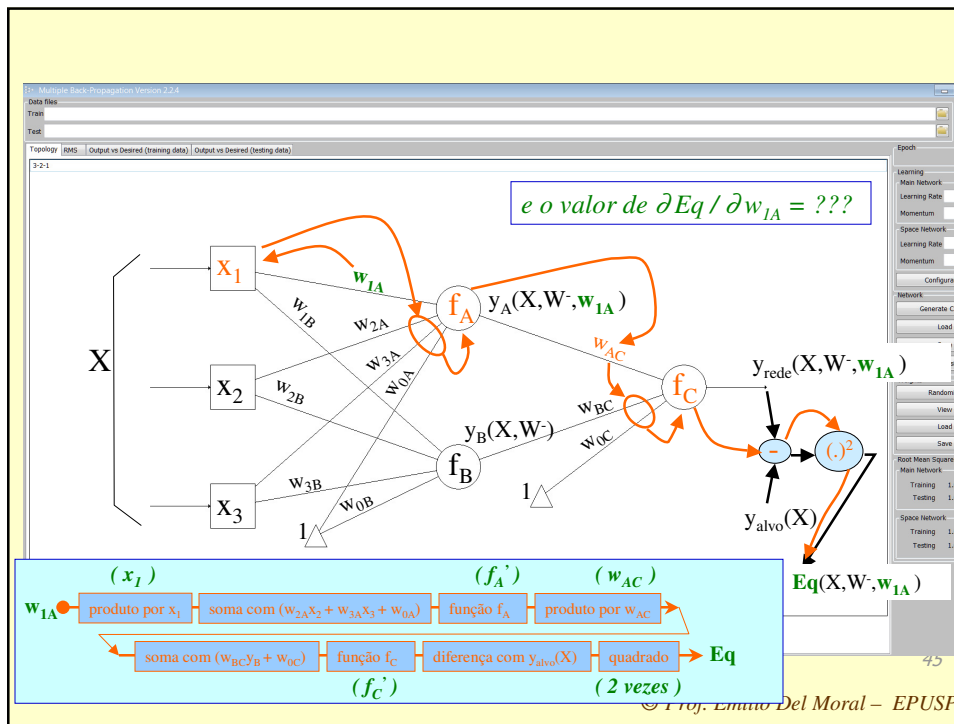 Multiple Back-Propagation Version 2.2.4
Data files
Train
Test
Topology RMS Output vs Desired (training data) Output vs Desired (testing data)
3-2-1
Epoch
Learning
Main Network
Learning Rate
Momentum
Space Network
Learning Rate
Momentum
Configura
Network
Generate C
Load
Random
View
Load
Save
Root Mean Square
Main Network
Training 1.
Testing 1.
Space Network
Training 1.
Testing 1.
e o valor de ∂Eq / ∂w1A = ???
X
x1
x2
x3
w1A
w1B
w2A
w3A
w0A
w2B
w3B
w0B
1
fA
yA(X,W-,w1A)
yB(X,W-)
fB
wAC
wBC
w0C
1
fC
yrede(X,W-,w1A)
-
(.)2
yalvo(X)
Eq(X,W-,w1A)
( x1 ) ( fA’ ) ( wAC )
w1A produto por x1 soma com (w2Ax2 + w3Ax3 + w0A) função fA produto por wAC
soma com (wBCyB + w0C) função fC diferença com yalvo(X) quadrado Eq
( fC’ ) ( 2 vezes )
45
© Prof. Emilio Del Moral – EPUSP